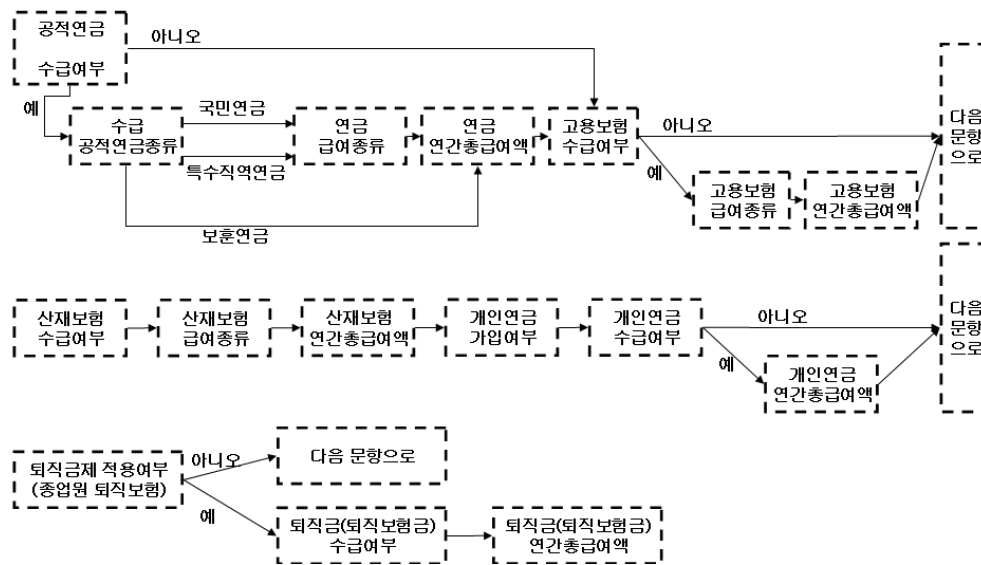 공적연금
수급여부
아니오
예
수급
공적연금종류
국민연금
특수직역연금
보훈연금
연금
급여종류
연금
연간총급여액
고용보험
수급여부
아니오
예
고용보험
급여종류
고용보험
연간총급여액
다음
문항
으로
산재보험
수급여부
산재보험
급여종류
산재보험
연간총급여액
개인연금
가입여부
개인연금
수급여부
아니오
예
개인연금
연간총급여액
다음
문항
으로
퇴직금제 적용여부
(종업원 퇴직보험)
아니오
다음 문항으로
예
퇴직금(퇴직보험금)
수급여부
퇴직금(퇴직보험금)
연간총급여액